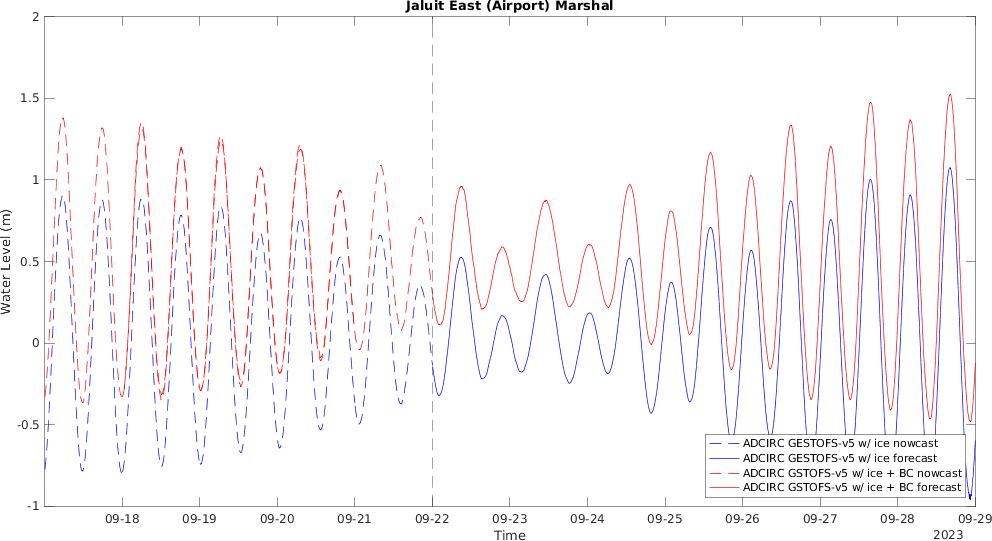 Jaluit East (Airport) Marshal
Water Level (m)
2
1.5
1
0.5
0
-0.5
-1
ADCIRC GESTOFS-v5 w/ ice nowcast
ADCIRC GESTOFS-v5 w/ ice forecast
ADCIRC GSTOFS-v5 w/ ice + BC nowcast
ADCIRC GSTOFS-v5 w/ ice + BC forecast
09-18 09-19 09-20 09-21 09-22 09-23 09-24 09-25 09-26 09-27 09-28 09-29
Time
2023